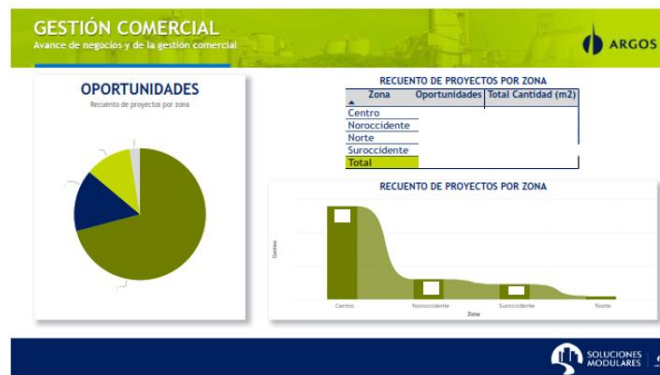 GESTIÓN COMERCIAL
Avance de negocios y de la gestión comercial
ARGOS
OPORTUNIDADES
Recuento de proyectos por zona
RECUENTO DE PROYECTOS POR ZONA
Zona Oportunidades Total Cantidad (m2)
Centro
Noroccidente
Norte
Suroccidente
Total
RECUENTO DE PROYECTOS POR ZONA
Conteo
Centro Noroccidente Suroccidente Norte
Zona
SOLUCIONES
MODULARES